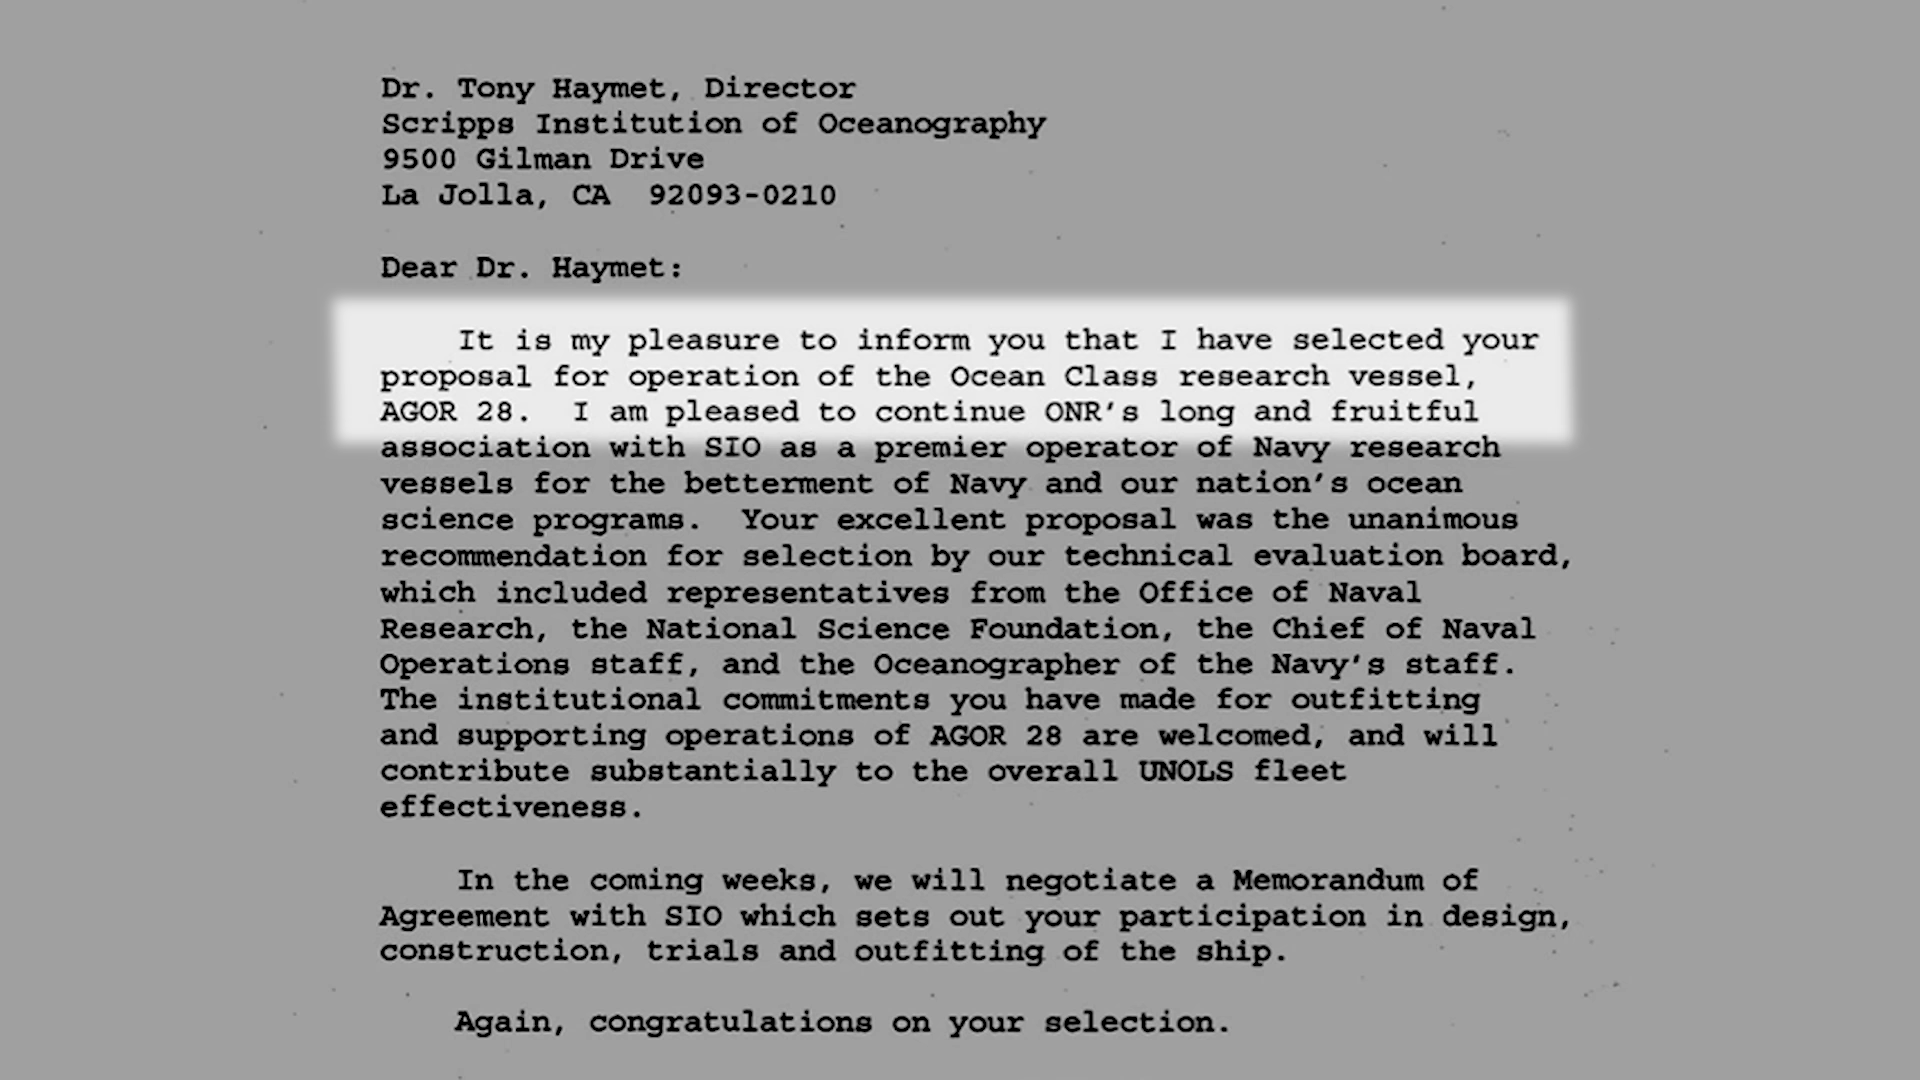 Dr. Tony Haymet, Director
Scripps Institution of Oceanography
9500 Gilman Drive
La Jolla, CA  92093-0210
Dear Dr. Haymet:
It is my pleasure to inform you that I have selected your
proposal for operation of the Ocean Class research vessel,
AGOR 28.  I am pleased to continue ONR's long and fruitful
association with SIO as a premier operator of Navy research
vessels for the betterment of Navy and our nation's ocean
science programs.  Your excellent proposal was the unanimous
recommendation for selection by our technical evaluation board,
which included representatives from the Office of Naval
Research, the National Science Foundation, the Chief of Naval
Operations staff, and the Oceanographer of the Navy's staff.
The institutional commitments you have made for outfitting
and supporting operations of AGOR 28 are welcomed, and will
contribute substantially to the overall UNOLS fleet
effectiveness.
In the coming weeks, we will negotiate a Memorandum of
Agreement with SIO which sets out your participation in design,
construction, trials and outfitting of the ship.
Again, congratulations on your selection.